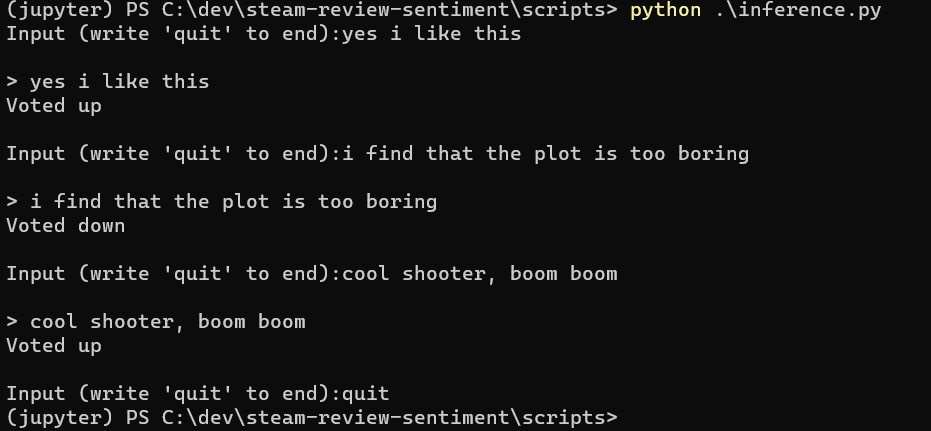 (jupyter) PS C:\dev\steam-review-sentiment\scripts> python .\inference.py
Input (write 'quit' to end):yes i like this
> yes i like this
Voted up
Input (write 'quit' to end):i find that the plot is too boring
> i find that the plot is too boring
Voted down
Input (write 'quit' to end):cool shooter, boom boom
> cool shooter, boom boom
Voted up
Input (write 'quit' to end):quit
(jupyter) PS C:\dev\steam-review-sentiment\scripts>